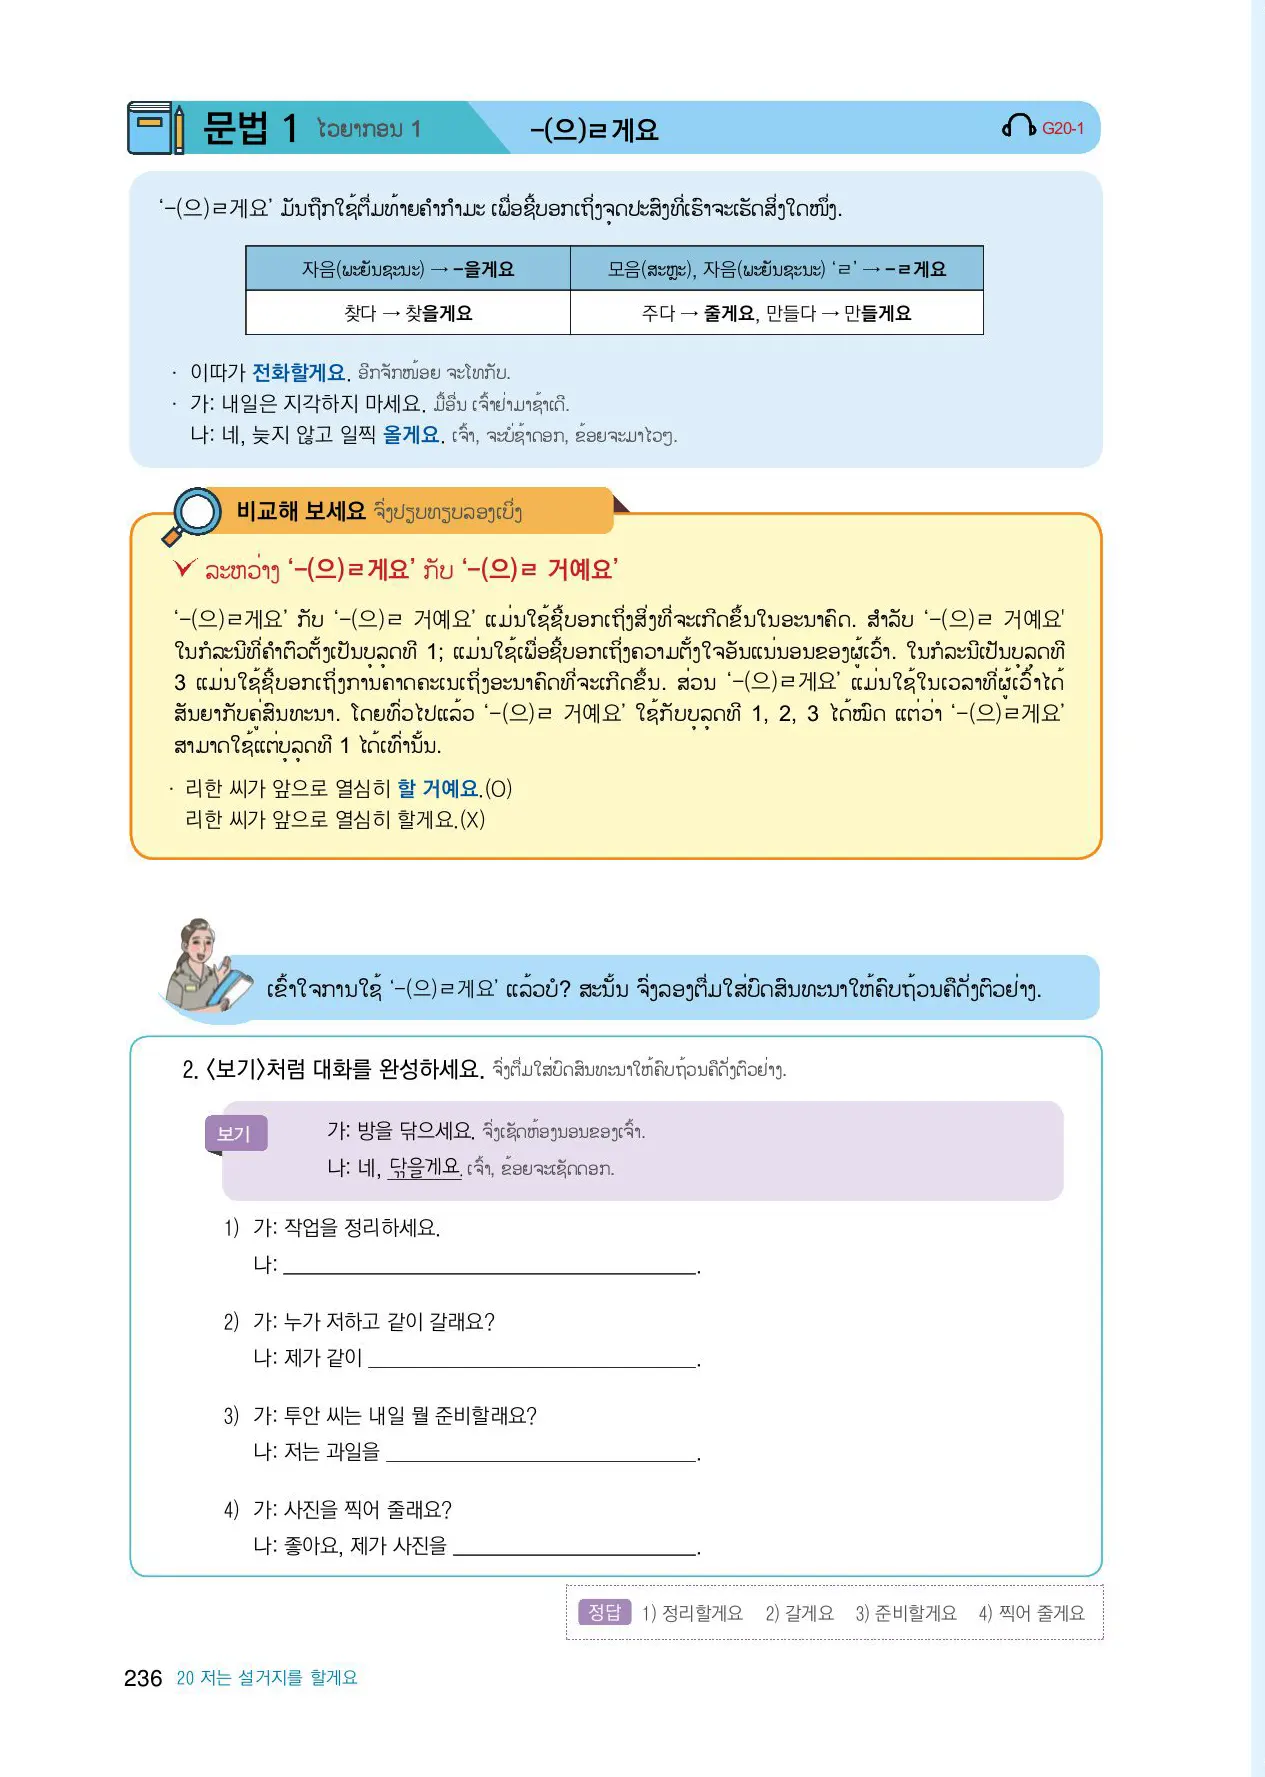 문법 1 ไວຍາກອນ 1 -(으)ㄹ게요 G20-1
‘-(으)ㄹ게요’ ມັນຖືກໃຊ້ຕື່ມທ້າຍຄຳກຳມະ ເພື່ອຊີ້ບອກເຖິ່ງຈຸດປະສົງທີ່ເຮົາຈະເຮັດສິ່ງໃດໜຶ່ງ.
자음(ພະຍັນຊະນະ) → -을게요 모음(ສະຫຼະ), 자음(ພະຍັນຊະນະ) ‘ㄹ’ → -ㄹ게요
찾다 → 찾을게요 주다 → 줄게요, 만들다 → 만들게요
· 이따가 전화할게요. ອີກຈັກໜ້ອຍ ຈະໂທກັບ.
· 가: 내일은 지각하지 마세요. ມື້ອື່ນ ເຈົ້າຢ່າມາຊ້າເດີ.
나: 네, 늦지 않고 일찍 올게요. ເຈົ້າ, ຈະບໍ່ຊ້າດອກ, ຂ້ອຍຈະມາໄວໆ.
비교해 보세요 ຈົ່ງປຽບທຽບລອງເບິ່ງ
ລະຫວ່າງ ‘-(으)ㄹ게요’ ກັບ ‘-(으)ㄹ 거예요’
‘-(으)ㄹ게요’ ກັບ ‘-(으)ㄹ 거예요’ ແມ່ນໃຊ້ຊີ້ບອກເຖິ່ງສິ່ງທີ່ຈະເກີດຂຶ້ນໃນອະນາຄົດ. ສຳລັບ ‘-(으)ㄹ 거예요'
ໃນກໍລະນີທີ່ຄຳຕົວຕັ້ງເປັນບຸລຸດທີ 1; ແມ່ນໃຊ້ເພື່ອຊີ້ບອກເຖິ່ງຄວາມຕັ້ງໃຈອັນແນ່ນອນຂອງຜູ້ເວົ້າ. ໃນກໍລະນີເປັນບຸລຸດທີ
3 ແມ່ນໃຊ້ຊີ້ບອກເຖິ່ງການຄາດຄະເນເຖິ່ງອະນາຄົດທີ່ຈະເກີດຂຶ້ນ. ສ່ວນ ‘-(으)ㄹ게요’ ແມ່ນໃຊ້ໃນເວລາທີ່ຜູ້ເວົ້າໄດ້
ສັນຍາກັບຄູ່ສົນທະນາ. ໂດຍທົ່ວໄປແລ້ວ ‘-(으)ㄹ 거예요’ ໃຊ້ກັບບຸລຸດທີ 1, 2, 3 ໄດ້ໝົດ ແຕ່ວ່າ ‘-(으)ㄹ게요’
ສາມາດໃຊ້ແຕ່ບຸລຸດທີ 1 ໄດ້ເທົ່ານັ້ນ.
· 리한 씨가 앞으로 열심히 할 거예요.(O)
리한 씨가 앞으로 열심히 할게요.(X)
ເຂົ້າໃຈການໃຊ້ ‘-(으)ㄹ게요’ ແລ້ວບໍ? ສະນັ້ນ ຈົ່ງລອງຕື່ມໃສ່ບົດສົນທະນາໃຫ້ຄົບຖ້ວນຄືດັ່ງຕົວຢ່າງ.
2. 〈보기〉처럼 대화를 완성하세요. ຈົ່ງຕື່ມໃສ່ບົດສົນທະນາໃຫ້ຄົບຖ້ວນຄືດັ່ງຕົວຢ່າງ.
보기 가: 방을 닦으세요. ຈົ່ງເຊັດຫ້ອງນອນຂອງເຈົ້າ.
나: 네, 닦을게요. ເຈົ້າ, ຂ້ອຍຈະເຊັດດອກ.
1) 가: 작업을 정리하세요.
나: ________.
2) 가: 누가 저하고 같이 갈래요?
나: 제가 같이 ________.
3) 가: 투안 씨는 내일 뭘 준비할래요?
나: 저는 과일을 ________.
4) 가: 사진을 찍어 줄래요?
나: 좋아요, 제가 사진을 ________.
정답 1) 정리할게요 2) 갈게요 3) 준비할게요 4) 찍어 줄게요
236 20 저는 설거지를 할게요